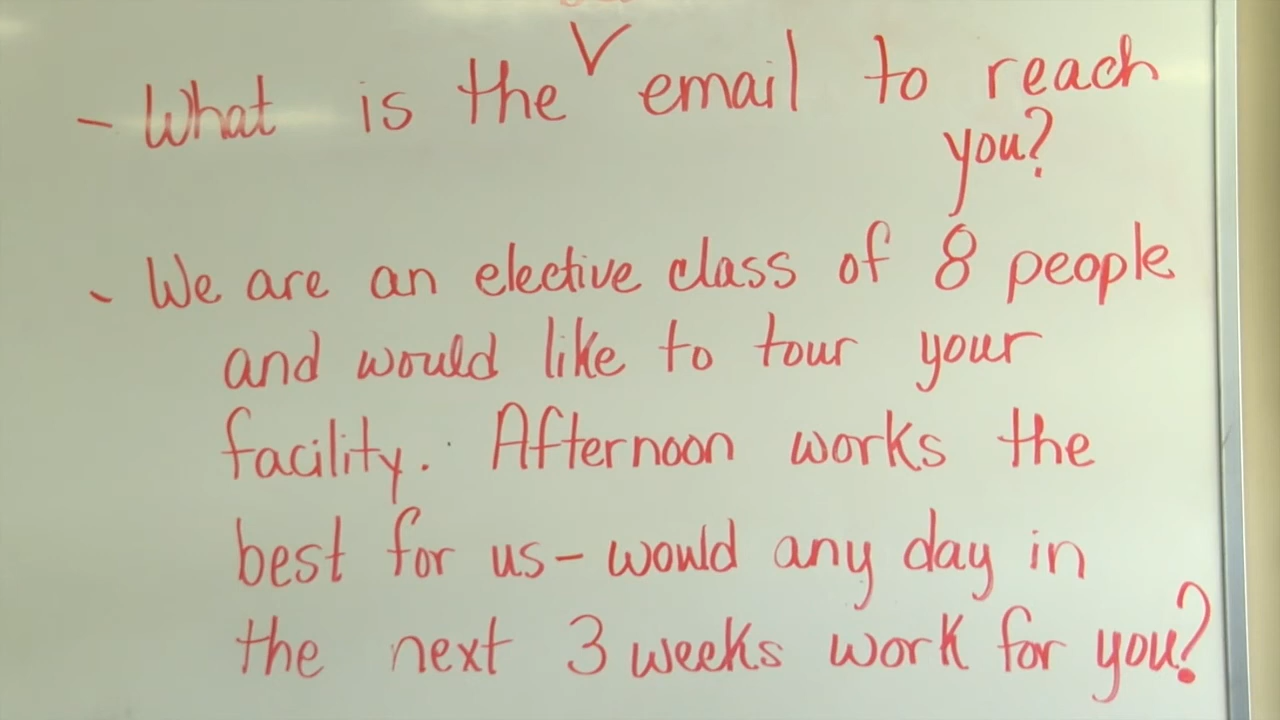 - What is the V email to reach
you?
- We are an elective class of 8 people
and would like to tour your
facility. Afternoon works the
best for us - would any day in
the next 3 weeks work for you?